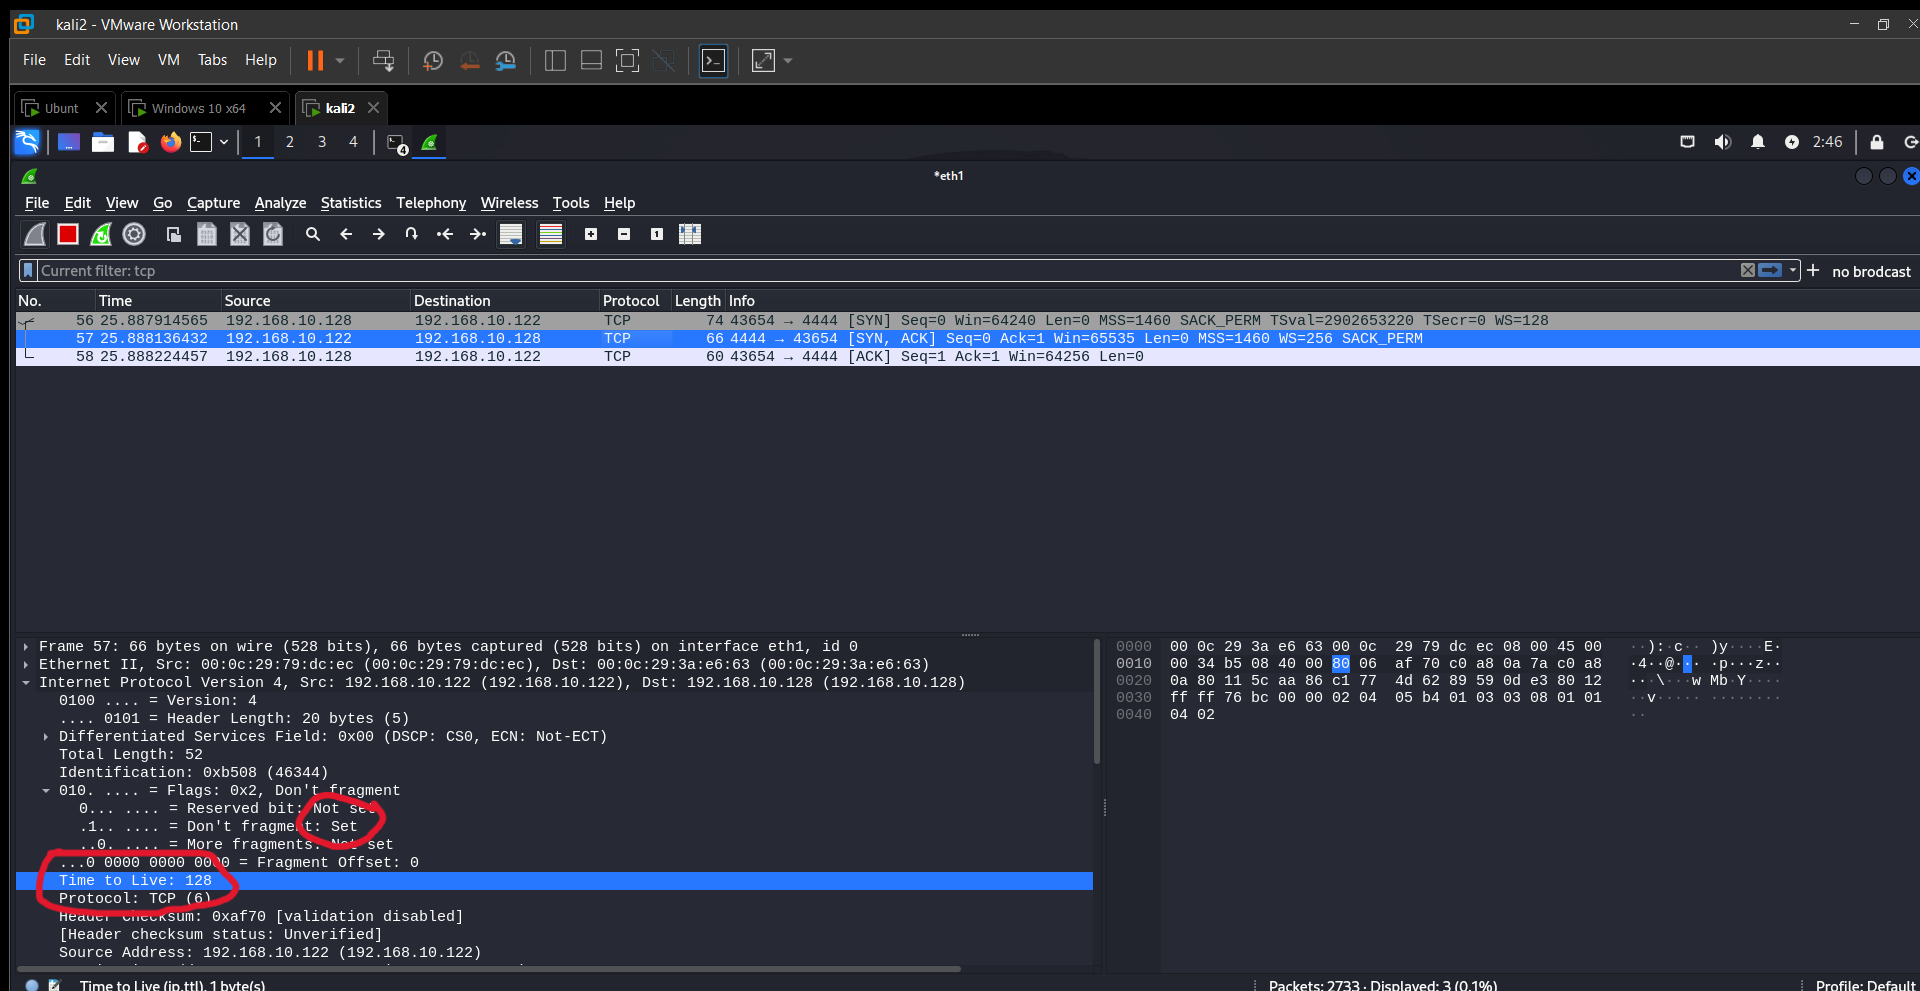 kali2 - VMware Workstation
File Edit View VM Tabs Help
Ubunt Windows 10 x64 kali2
1 2 3 4 4 2:46
*eth1
File Edit View Go Capture Analyze Statistics Telephony Wireless Tools Help
Current filter: tcp no brodcast
No. Time Source Destination Protocol Length Info
56 25.887914565 192.168.10.128 192.168.10.122 TCP 74 43654 → 4444 [SYN] Seq=0 Win=64240 Len=0 MSS=1460 SACK_PERM TSval=2902653220 TSecr=0 WS=128
57 25.888136432 192.168.10.122 192.168.10.128 TCP 66 4444 → 43654 [SYN, ACK] Seq=0 Ack=1 Win=65535 Len=0 MSS=1460 WS=256 SACK_PERM
58 25.888224457 192.168.10.128 192.168.10.122 TCP 60 43654 → 4444 [ACK] Seq=1 Ack=1 Win=64256 Len=0
Frame 57: 66 bytes on wire (528 bits), 66 bytes captured (528 bits) on interface eth1, id 0
Ethernet II, Src: 00:0c:29:79:dc:ec (00:0c:29:79:dc:ec), Dst: 00:0c:29:3a:e6:63 (00:0c:29:3a:e6:63)
Internet Protocol Version 4, Src: 192.168.10.122 (192.168.10.122), Dst: 192.168.10.128 (192.168.10.128)
0100 .... = Version: 4
.... 0101 = Header Length: 20 bytes (5)
Differentiated Services Field: 0x00 (DSCP: CS0, ECN: Not-ECT)
Total Length: 52
Identification: 0xb508 (46344)
010. .... = Flags: 0x2, Don't fragment
0... .... = Reserved bit: Not set
.1.. .... = Don't fragment: Set
..0. .... = More fragments: Not set
...0 0000 0000 0000 = Fragment Offset: 0
Time to Live: 128
Protocol: TCP (6)
Header Checksum: 0xaf70 [validation disabled]
[Header checksum status: Unverified]
Source Address: 192.168.10.122 (192.168.10.122)
0000 00 0c 29 3a e6 63 00 0c 29 79 dc ec 08 00 45 00 ··):·c·· )y····E·
0010 00 34 b5 08 40 00 80 06 af 70 c0 a8 0a 7a c0 a8 ·4··@··· ·p···z··
0020 0a 80 11 5c aa 86 c1 77 4d 62 89 59 0d e3 80 12 ···\···w Mb·Y····
0030 ff ff 76 bc 00 00 02 04 05 b4 01 03 03 08 01 01 ··v····· ········
0040 04 02 ··
Time to Live (ip.ttl), 1 byte(s) Packets: 2733 · Displayed: 3 (0.1%) Profile: Default